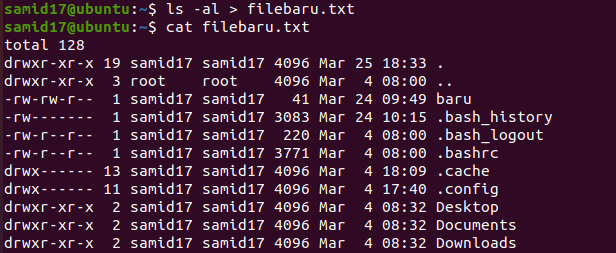 samid17@ubuntu:~$ ls -al > filebaru.txt
samid17@ubuntu:~$ cat filebaru.txt
total 128
drwxr-xr-x 19 samid17 samid17 4096 Mar 25 18:33 .
drwxr-xr-x  3 root    root    4096 Mar  4 08:00 ..
-rw-rw-r--  1 samid17 samid17   41 Mar 24 09:49 baru
-rw-------  1 samid17 samid17 3083 Mar 24 10:15 .bash_history
-rw-r--r--  1 samid17 samid17  220 Mar  4 08:00 .bash_logout
-rw-r--r--  1 samid17 samid17 3771 Mar  4 08:00 .bashrc
drwx------ 13 samid17 samid17 4096 Mar  4 18:09 .cache
drwx------ 11 samid17 samid17 4096 Mar  4 17:40 .config
drwxr-xr-x  2 samid17 samid17 4096 Mar  4 08:32 Desktop
drwxr-xr-x  2 samid17 samid17 4096 Mar  4 08:32 Documents
drwxr-xr-x  2 samid17 samid17 4096 Mar  4 08:32 Downloads